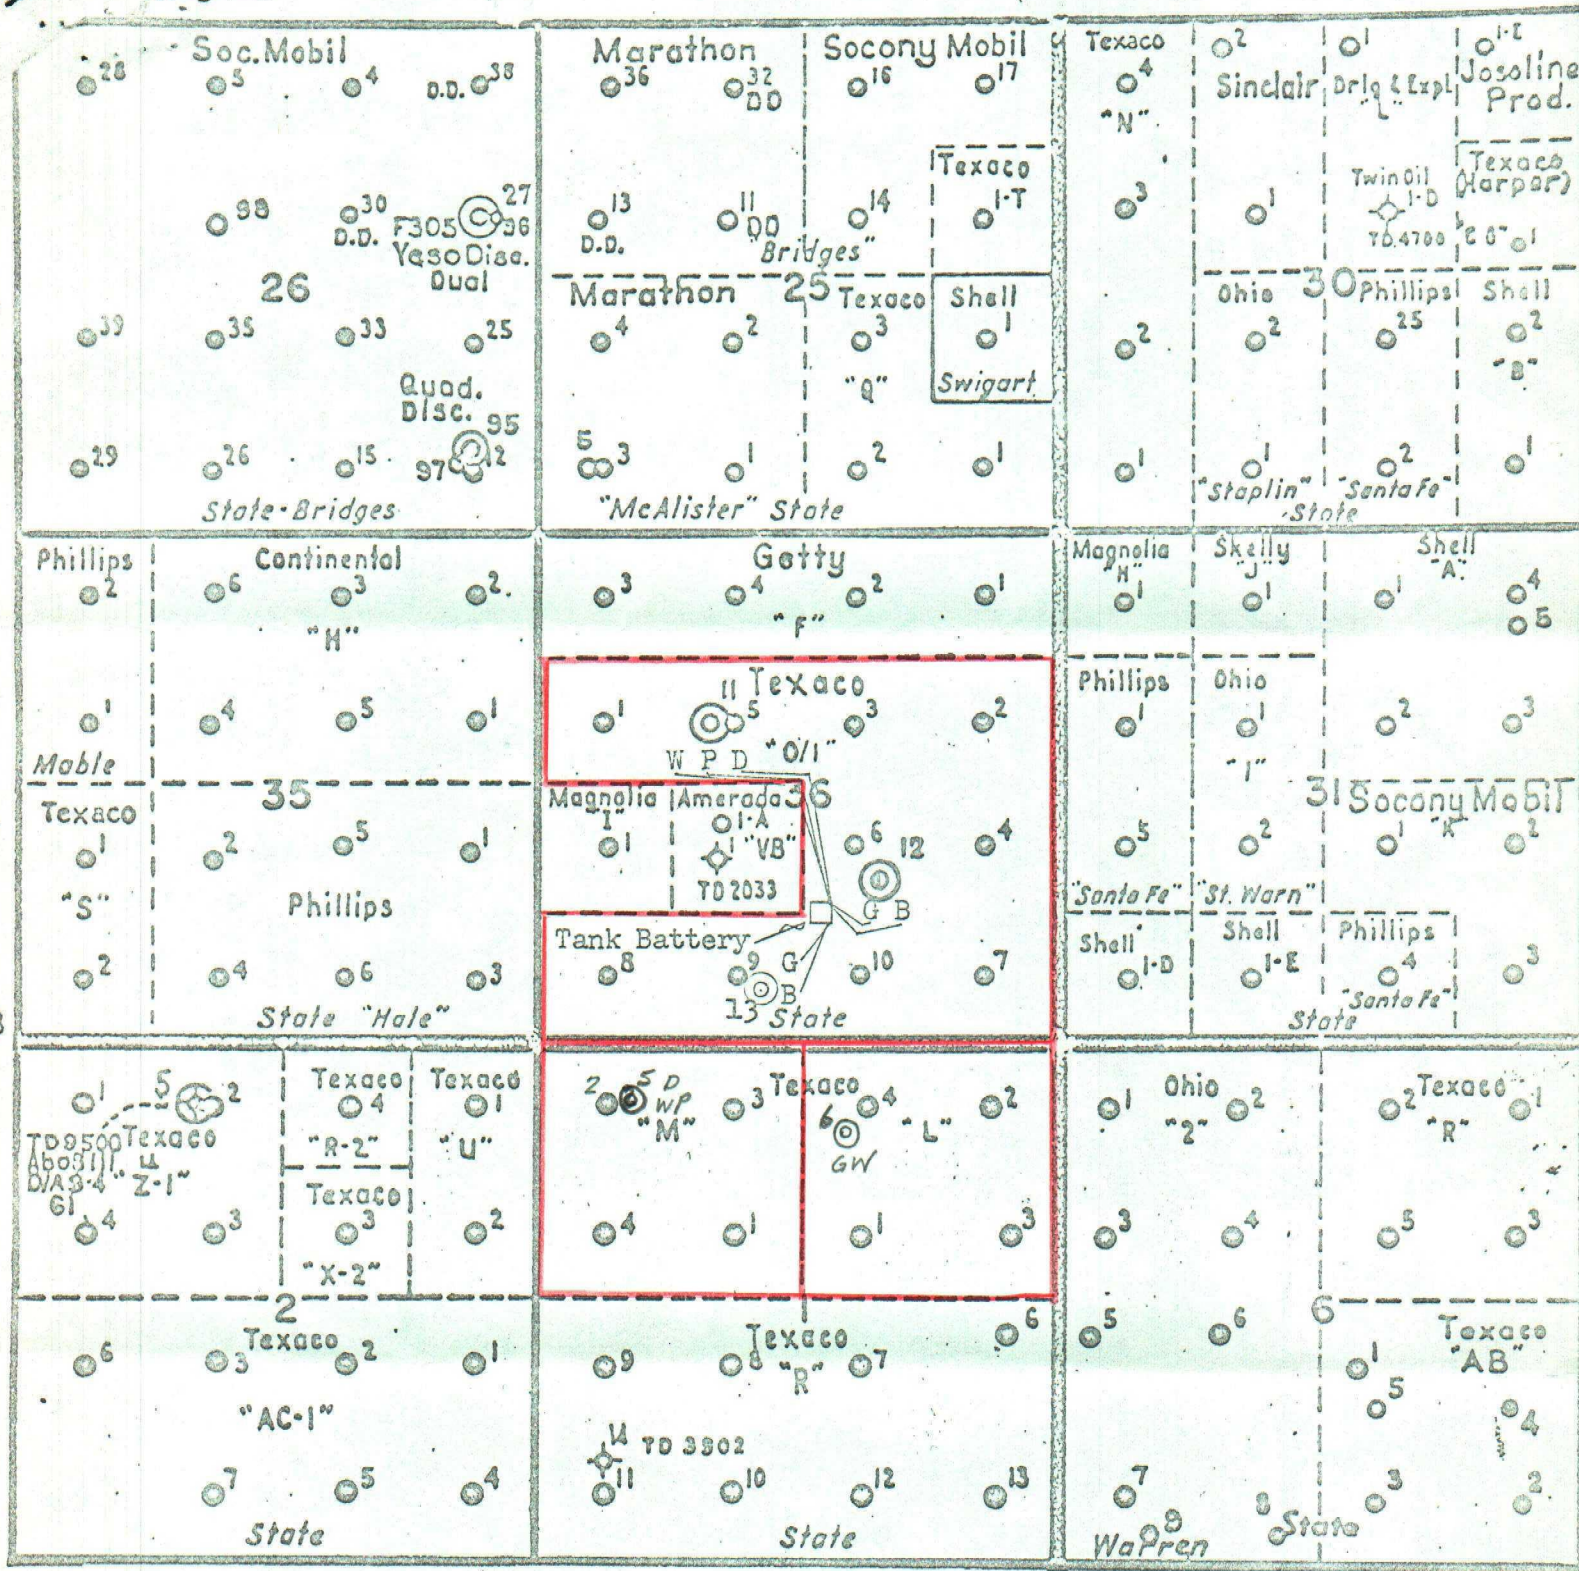 Soc. Mobil
28 5 4 D.D. 38
98 30 D.D. F305 27 96
Yeso Disc.
Dual
26
39 35 33 25
Quad.
Disc.
95
29 26 15 97 12
State-Bridges
Marathon Socony Mobil
36 32 DD 16 17
Texaco
13 D.D. 11 DD 14 1-T
"Bridges"
Marathon 25 Texaco Shell
4 2 3 1
"Q" Swigart
5 3 1 2 1
"McAlister" State
Texaco 2 1 1-E
4 Sinclair Drlg & Expl Josoline
"N" "L" Prod.
Texaco
Twin Oil (Harper)
3 1 1-D
TD.4700 1
Ohio 30 Phillips Shell
2 2 25 2
"B"
1 1 2 1
"Staplin" "Santa Fe"
State
Phillips Continental
2 6 3 2
"H"
1 4 5 1
Mable
35
Texaco
1 2 5 1
"S" Phillips
2 4 6 3
State "Hale"
Getty
3 4 2 1
"F"
11 Texaco
1 5 3 2
"O/1"
W P D
Magnolia Amerada 36
"I" 1-A
1 1 "VB" 6 12 4
TD 2033
G B
Tank Battery
8 9 G 10 7
13 B State
Magnolia Skelly Shell
"H" "J" "A"
1 1 1 4
5
Phillips Ohio
1 1 2 3
"I"
31 Socony Mobil
"K"
5 2 1 2
"Santa Fe" "St. Warn"
Shell Shell Phillips
1-D 1-E 4 3
"Santa Fe"
State
1 5 2 Texaco Texaco
4 1
TD9500 Texaco "R-2" "U"
"Z-1"
Texaco
G1
4 3 3 2
"X-2"
2
Texaco
6 3 2 1
"AC-1"
7 5 4
State
2 5 D Texaco
WP 3 4 2
"M" 6 "L"
GW
4 1 1 3
Texaco 6
9 8 "R" 7
14 TD 3902
11 10 12 13
State
Ohio Texaco
1 2 2 1
"2" "R"
3 4 5 3
6
5 6 Texaco
"AB"
1
5 4
7 3 2
9 8 State